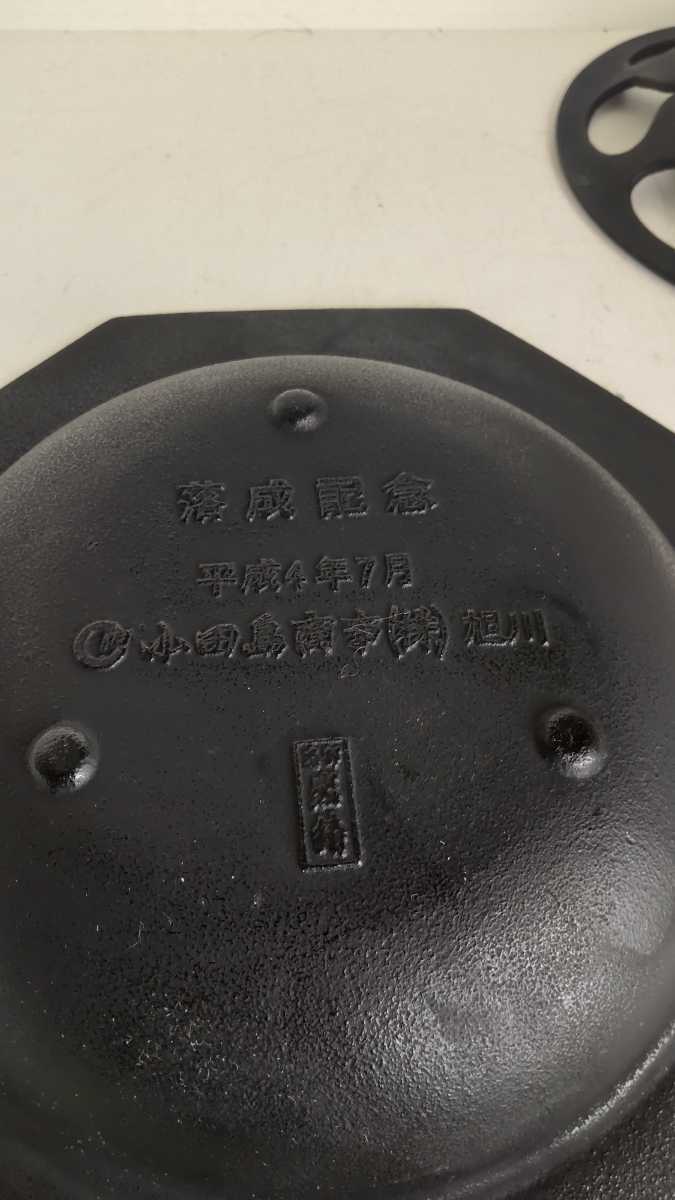 落成記念
平成4年7月
小田島商事(株) 旭川